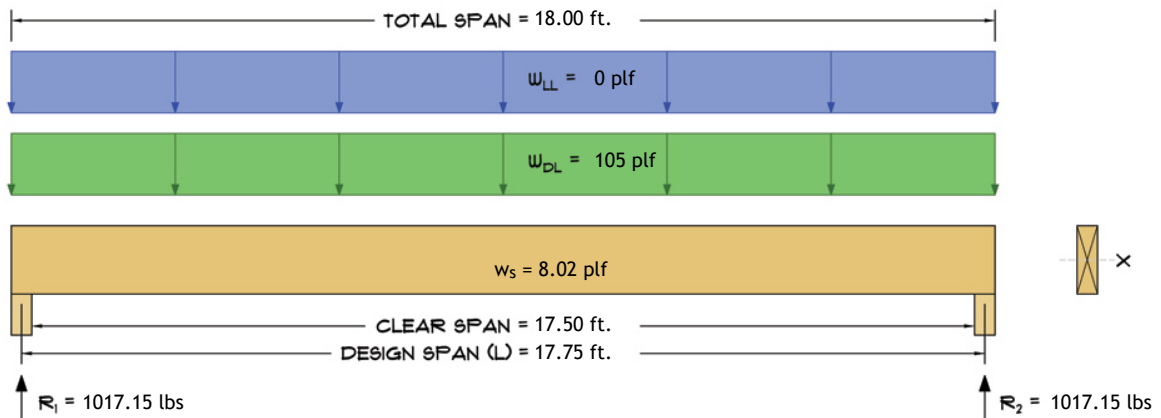 TOTAL SPAN = 18.00 ft.
WLL = 0 plf
WDL = 105 plf
ws = 8.02 plf
X
CLEAR SPAN = 17.50 ft.
DESIGN SPAN (L) = 17.75 ft.
R1 = 1017.15 lbs
R2 = 1017.15 lbs